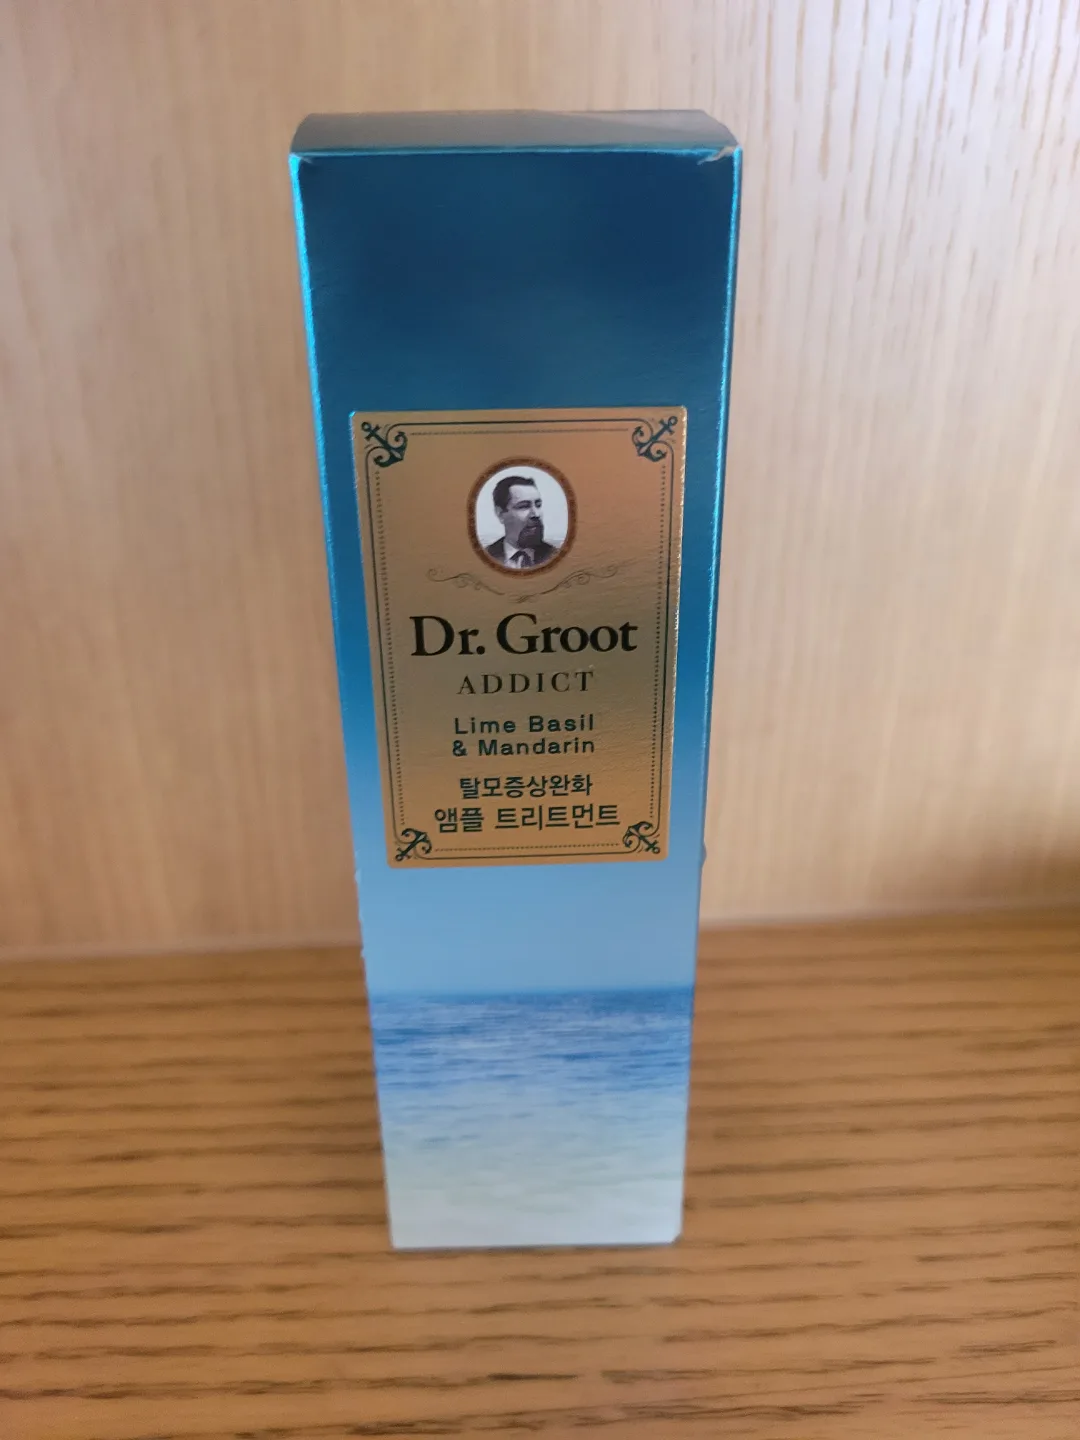 Dr. Groot
ADDICT
Lime Basil
& Mandarin
탈모증상완화
앰플 트리트먼트